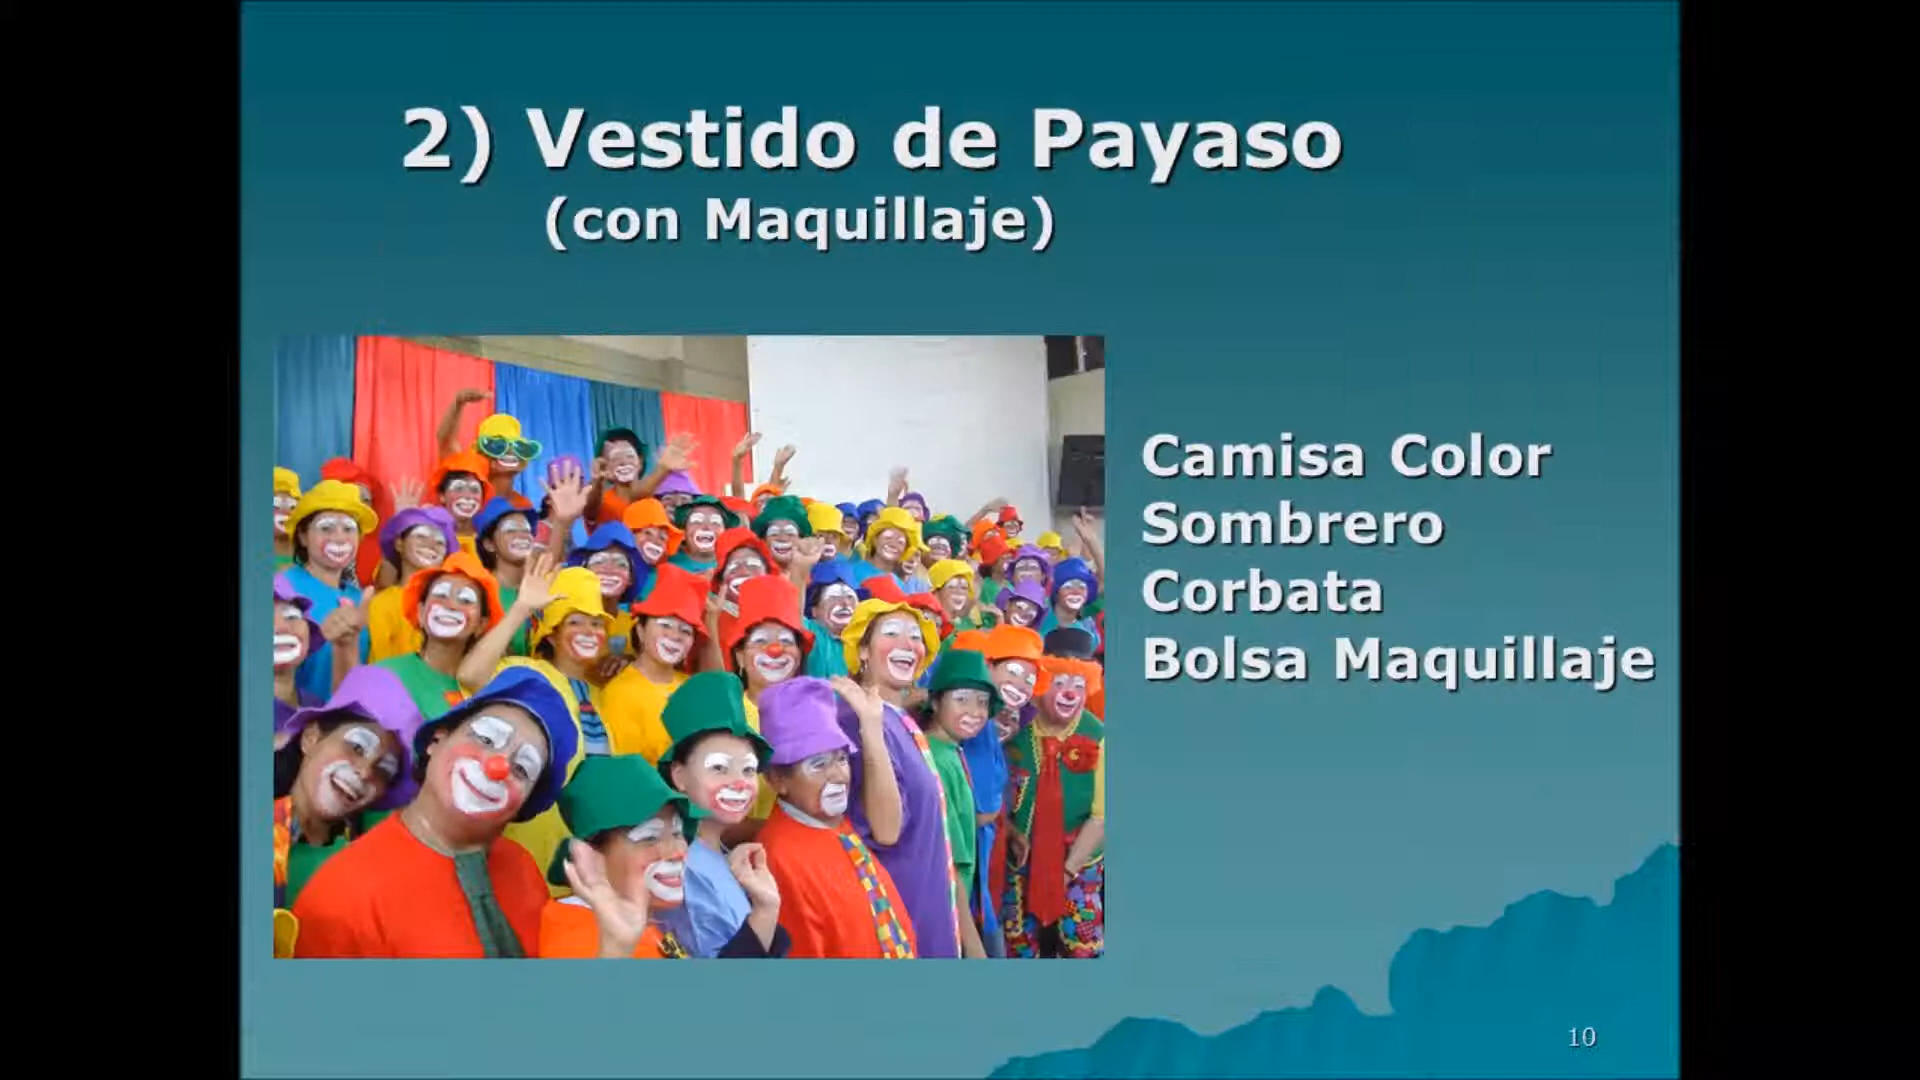 2) Vestido de Payaso
(con Maquillaje)
Camisa Color
Sombrero
Corbata
Bolsa Maquillaje
10